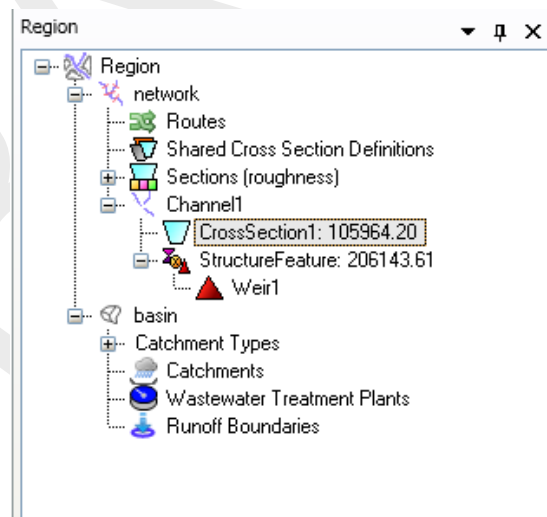 Region
Region
network
Routes
Shared Cross Section Definitions
Sections (roughness)
Channel1
CrossSection1: 105964.20
StructureFeature: 206143.61
Weir1
basin
Catchment Types
Catchments
Wastewater Treatment Plants
Runoff Boundaries